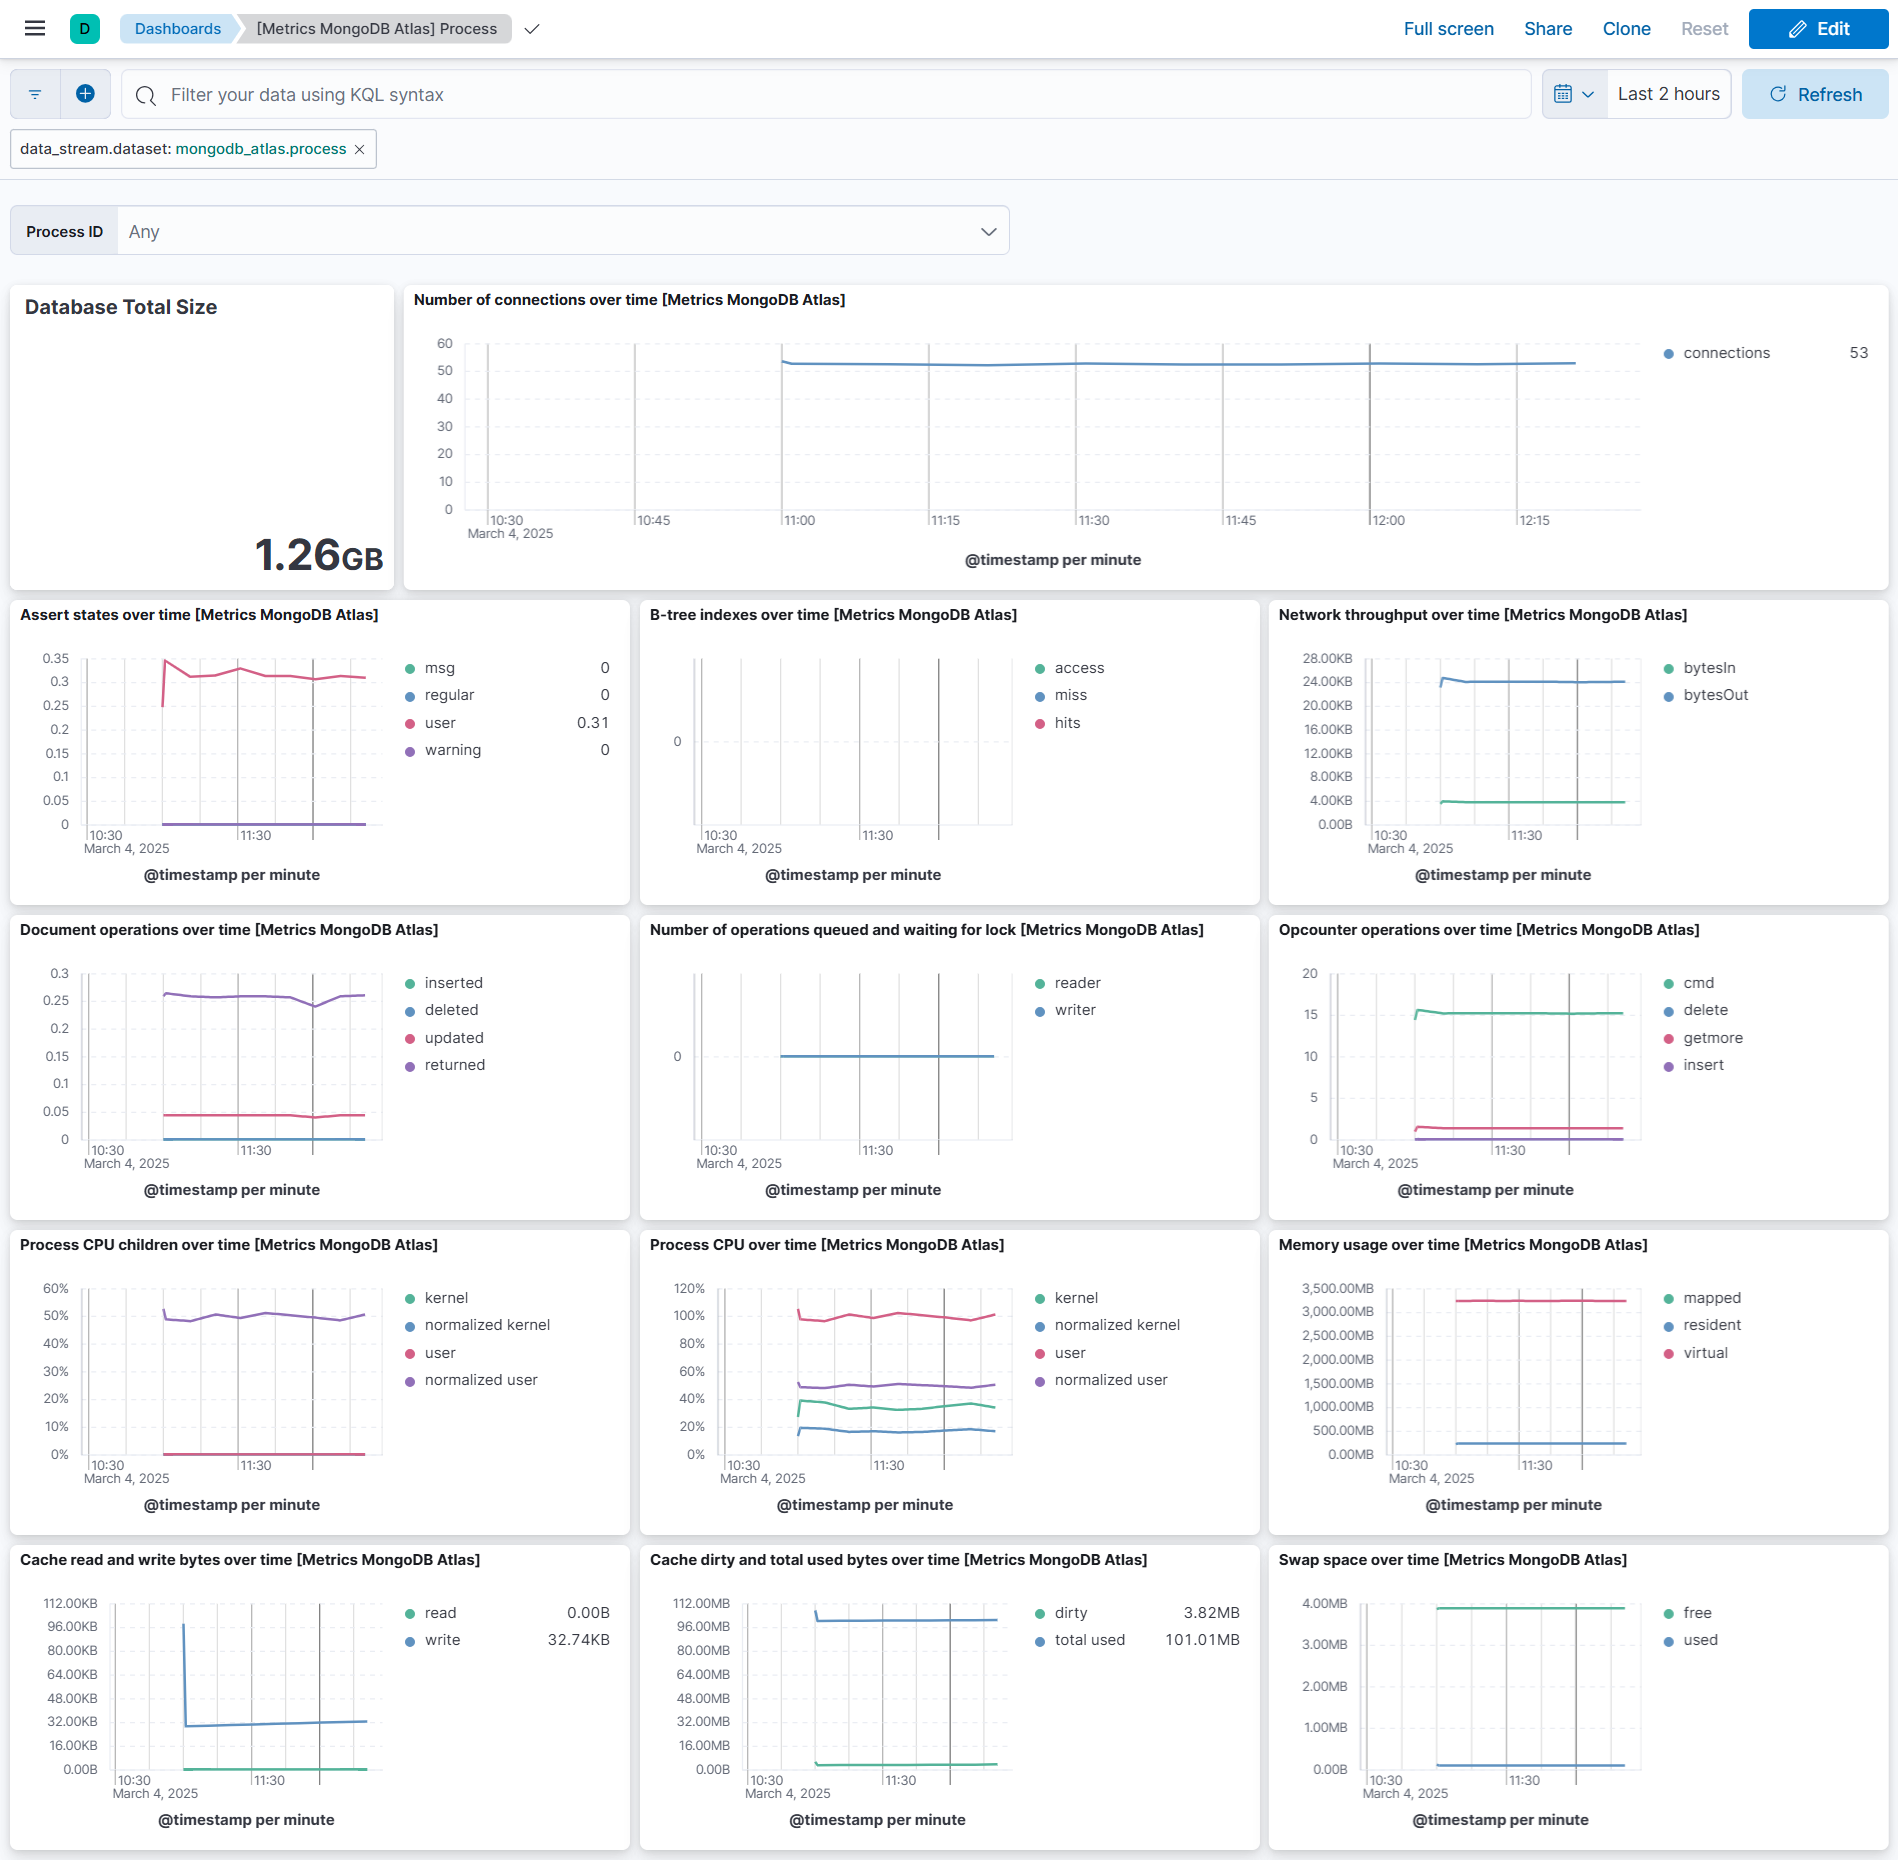 D
Dashboards
[Metrics MongoDB Atlas] Process
Full screen
Share
Clone
Reset
Edit
Filter your data using KQL syntax
Last 2 hours
Refresh
data_stream.dataset: mongodb_atlas.process
Process ID
Any
Database Total Size
1.26GB
Number of connections over time [Metrics MongoDB Atlas]
60
50
40
30
20
10
0
10:30
10:45
11:00
11:15
11:30
11:45
12:00
12:15
March 4, 2025
@timestamp per minute
connections 53
Assert states over time [Metrics MongoDB Atlas]
0.35
0.3
0.25
0.2
0.15
0.1
0.05
0
10:30
11:30
March 4, 2025
@timestamp per minute
msg 0
regular 0
user 0.31
warning 0
B-tree indexes over time [Metrics MongoDB Atlas]
0
10:30
11:30
March 4, 2025
@timestamp per minute
access
miss
hits
Network throughput over time [Metrics MongoDB Atlas]
28.00KB
24.00KB
20.00KB
16.00KB
12.00KB
8.00KB
4.00KB
0.00B
10:30
11:30
March 4, 2025
@timestamp per minute
bytesIn
bytesOut
Document operations over time [Metrics MongoDB Atlas]
0.3
0.25
0.2
0.15
0.1
0.05
0
10:30
11:30
March 4, 2025
@timestamp per minute
inserted
deleted
updated
returned
Number of operations queued and waiting for lock [Metrics MongoDB Atlas]
0
10:30
11:30
March 4, 2025
@timestamp per minute
reader
writer
Opcounter operations over time [Metrics MongoDB Atlas]
20
15
10
5
0
10:30
11:30
March 4, 2025
@timestamp per minute
cmd
delete
getmore
insert
Process CPU children over time [Metrics MongoDB Atlas]
60%
50%
40%
30%
20%
10%
0%
10:30
11:30
March 4, 2025
@timestamp per minute
kernel
normalized kernel
user
normalized user
Process CPU over time [Metrics MongoDB Atlas]
120%
100%
80%
60%
40%
20%
0%
10:30
11:30
March 4, 2025
@timestamp per minute
kernel
normalized kernel
user
normalized user
Memory usage over time [Metrics MongoDB Atlas]
3,500.00MB
3,000.00MB
2,500.00MB
2,000.00MB
1,500.00MB
1,000.00MB
500.00MB
0.00MB
10:30
11:30
March 4, 2025
@timestamp per minute
mapped
resident
virtual
Cache read and write bytes over time [Metrics MongoDB Atlas]
112.00KB
96.00KB
80.00KB
64.00KB
48.00KB
32.00KB
16.00KB
0.00B
10:30
11:30
March 4, 2025
@timestamp per minute
read 0.00B
write 32.74KB
Cache dirty and total used bytes over time [Metrics MongoDB Atlas]
112.00MB
96.00MB
80.00MB
64.00MB
48.00MB
32.00MB
16.00MB
0.00B
10:30
11:30
March 4, 2025
@timestamp per minute
dirty 3.82MB
total used 101.01MB
Swap space over time [Metrics MongoDB Atlas]
4.00MB
3.00MB
2.00MB
1.00MB
0.00B
10:30
11:30
March 4, 2025
@timestamp per minute
free
used